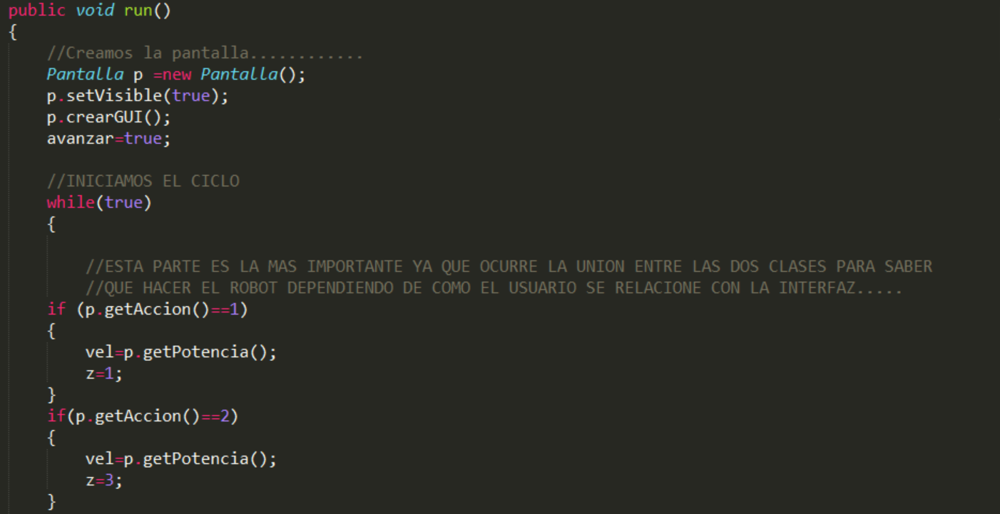 public void run()
{
//Creamos la pantalla............
Pantalla p =new Pantalla();
p.setVisible(true);
p.crearGUI();
avanzar=true;
//INICIAMOS EL CICLO
while(true)
{
//ESTA PARTE ES LA MAS IMPORTANTE YA QUE OCURRE LA UNION ENTRE LAS DOS CLASES PARA SABER
//QUE HACER EL ROBOT DEPENDIENDO DE COMO EL USUARIO SE RELACIONE CON LA INTERFAZ.....
if (p.getAccion()==1)
{
vel=p.getPotencia();
z=1;
}
if(p.getAccion()==2)
{
vel=p.getPotencia();
z=3;
}